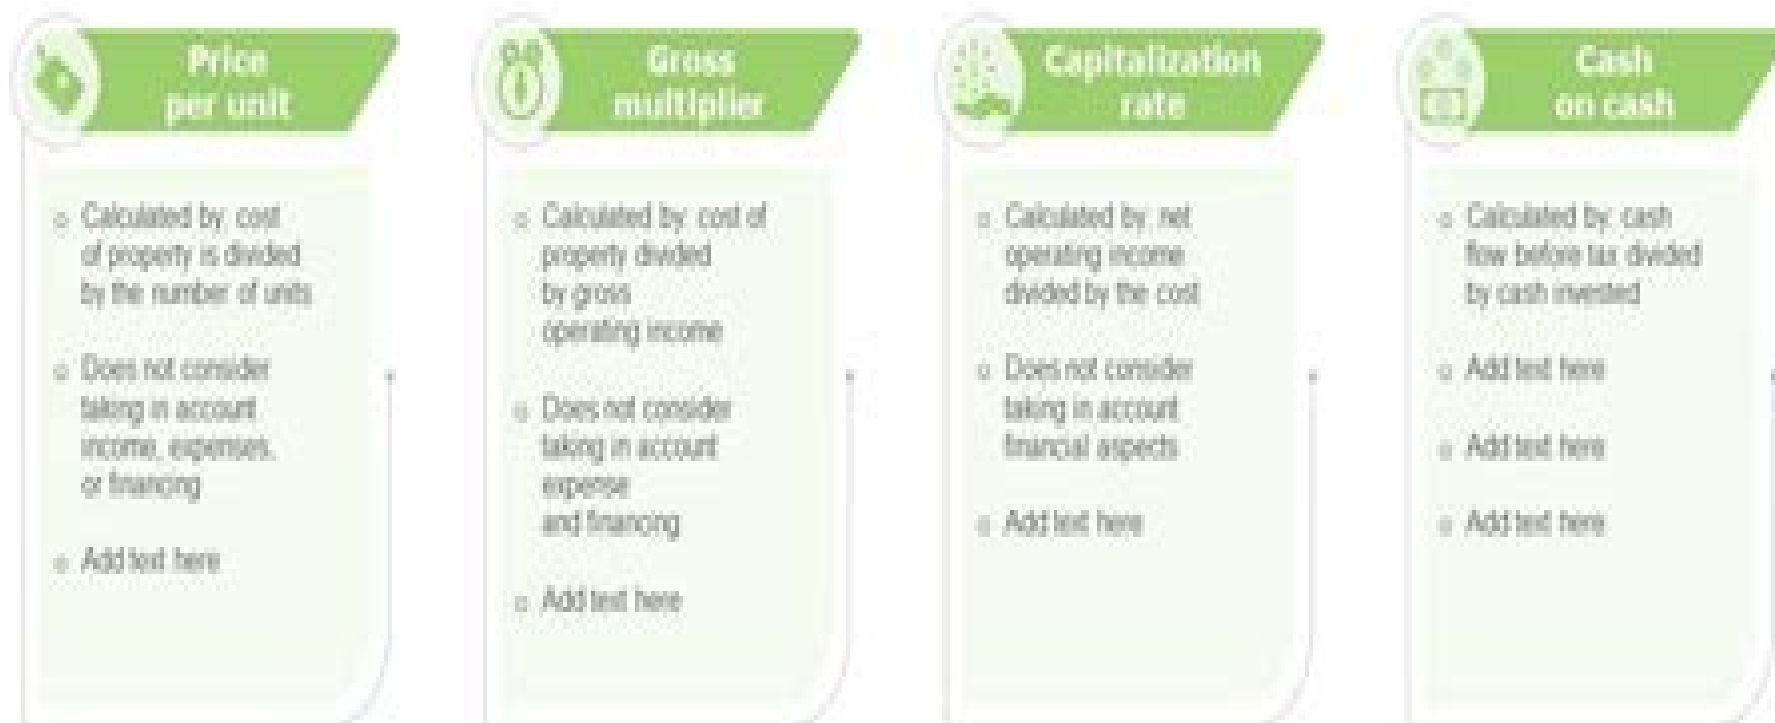 Price
per unit
Calculated by: cost
of property is divided
by the number of units
Does not consider
taking in account
income, expenses,
or financing
Add text here
Gross
multiplier
Calculated by: cost of
property divided
by gross
operating income
Does not consider
taking in account
expense
and financing
Add text here
Capitalization
rate
Calculated by: net
operating income
divided by the cost
Does not consider
taking in account
financial aspects
Add text here
Cash
on cash
Calculated by: cash
flow before tax divided
by cash invested
Add text here
Add text here
Add text here